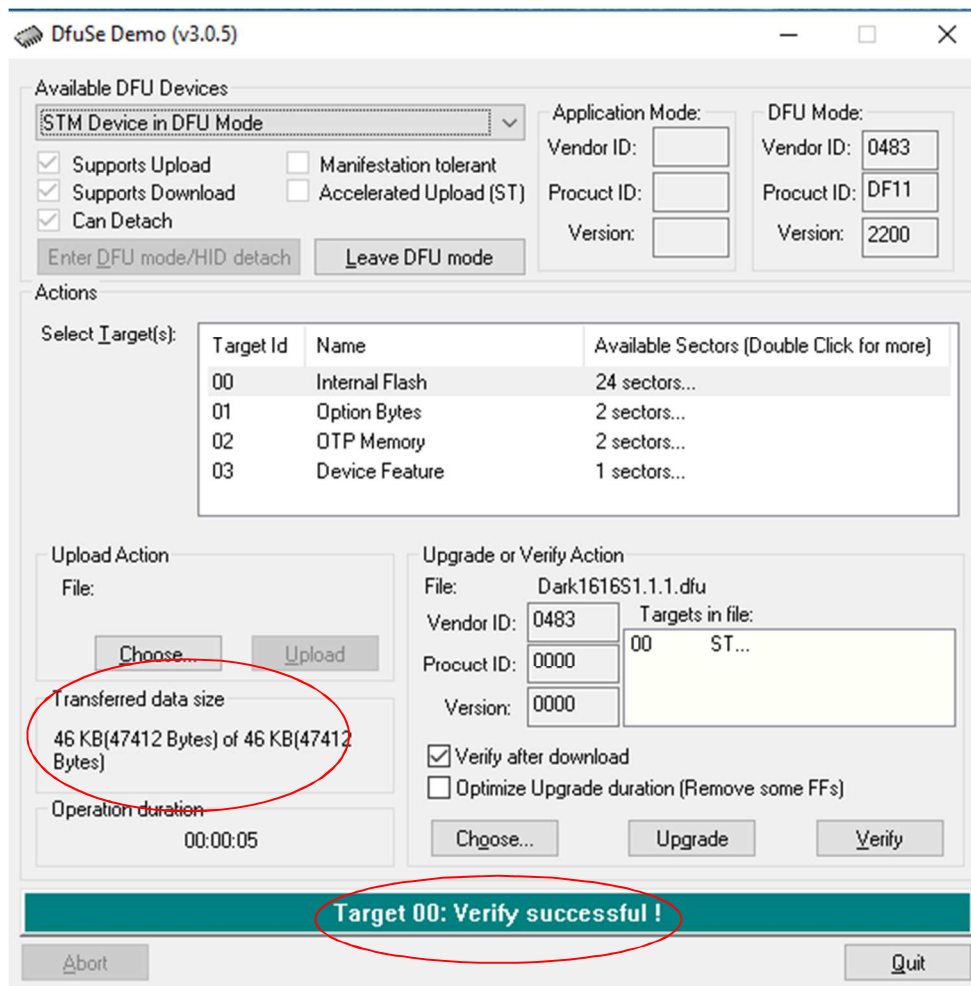 DfuSe Demo (v3.0.5)
Available DFU Devices
STM Device in DFU Mode
Supports Upload
Manifestation tolerant
Supports Download
Accelerated Upload (ST)
Can Detach
Enter DFU mode/HID detach
Leave DFU mode
Application Mode:
Vendor ID:
Procuct ID:
Version:
DFU Mode:
Vendor ID: 0483
Procuct ID: DF11
Version: 2200
Actions
Select Target(s):
Target Id Name Available Sectors (Double Click for more)
00 Internal Flash 24 sectors...
01 Option Bytes 2 sectors...
02 OTP Memory 2 sectors...
03 Device Feature 1 sectors...
Upload Action
File:
Choose...
Upload
Transferred data size
46 KB(47412 Bytes) of 46 KB(47412
Bytes)
Operation duration
00:00:05
Upgrade or Verify Action
File: Dark1616S1.1.1.dfu
Vendor ID: 0483
Procuct ID: 0000
Version: 0000
Targets in file:
00 ST...
Verify after download
Optimize Upgrade duration (Remove some FFs)
Choose...
Upgrade
Verify
Target 00: Verify successful !
Abort
Quit